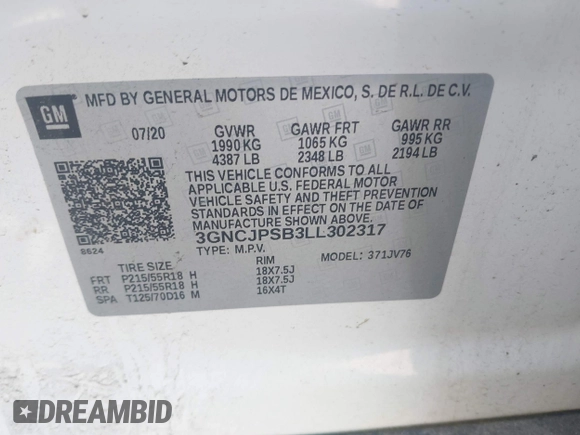 GM
MFD BY GENERAL MOTORS DE MEXICO, S. DE R.L. DE C.V.
07/20 GVWR GAWR FRT GAWR RR
1990 KG 1065 KG 995 KG
4387 LB 2348 LB 2194 LB
THIS VEHICLE CONFORMS TO ALL
APPLICABLE U.S. FEDERAL MOTOR
VEHICLE SAFETY AND THEFT PREVENTION
STANDARDS IN EFFECT ON THE DATE OF
MANUFACTURE SHOWN ABOVE.
3GNCJPSB3LL302317
8624
TYPE: M.P.V. MODEL: 371JV76
TIRE SIZE RIM
FRT P215/55R18 H 18X7.5J
RR P215/55R18 H 18X7.5J
SPA T125/70D16 M 16X4T
DREAMBID